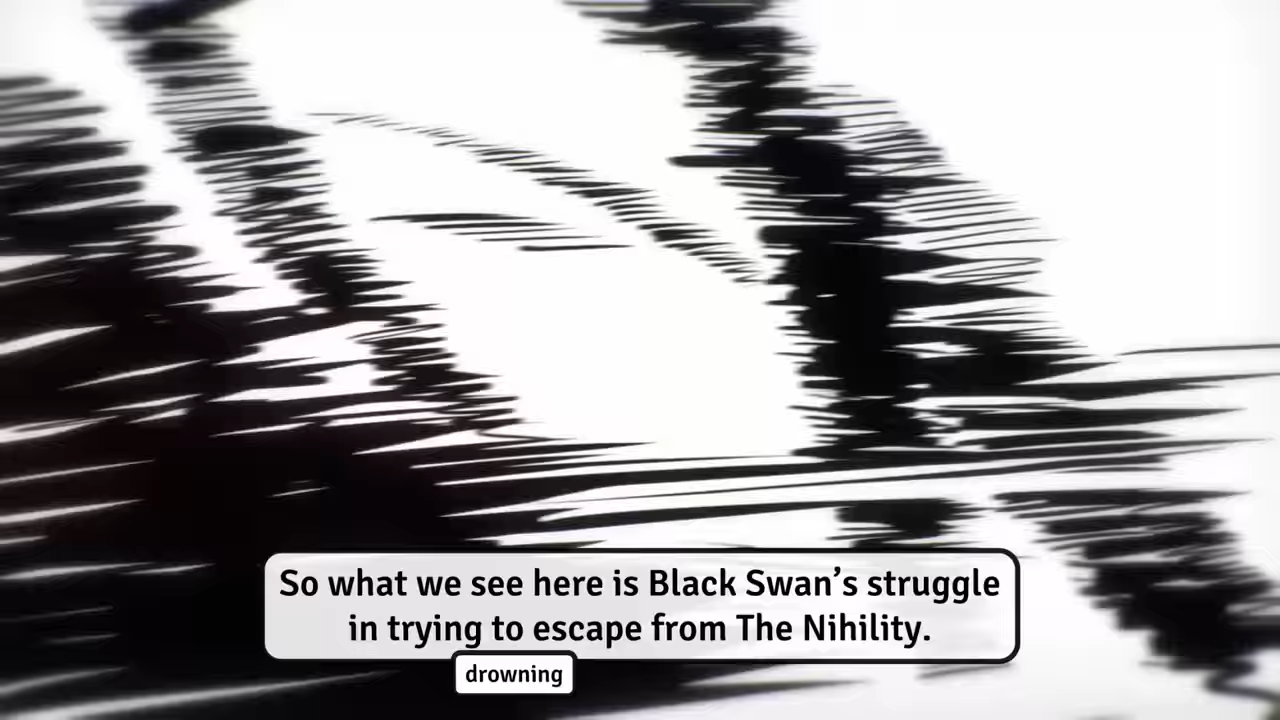 So what we see here is Black Swan’s struggle
in trying to escape from The Nihility.
drowning